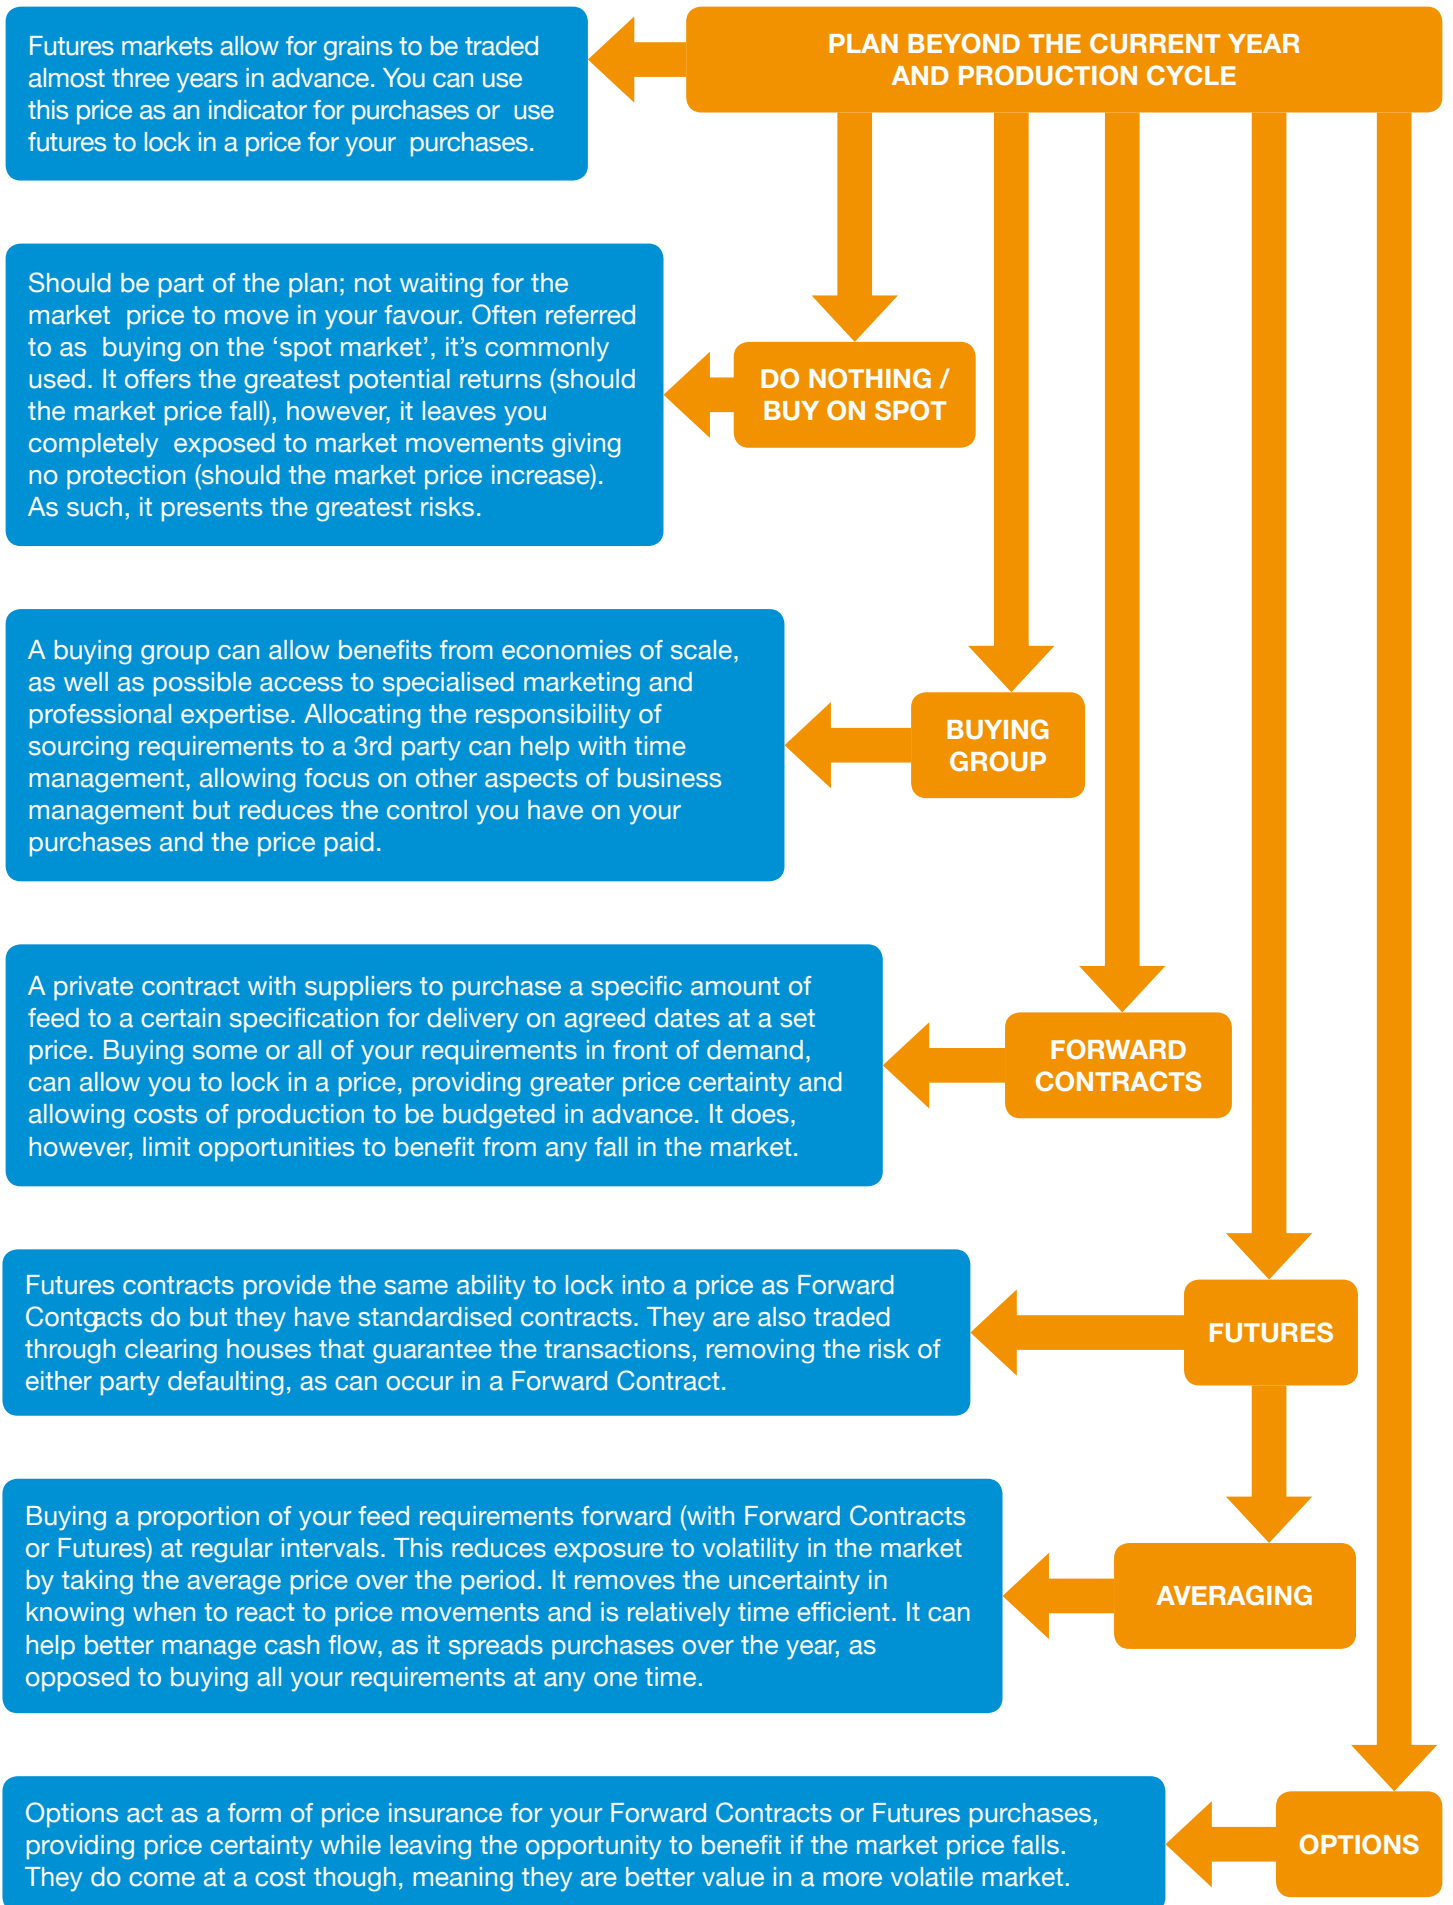 PLAN BEYOND THE CURRENT YEAR
AND PRODUCTION CYCLE
Futures markets allow for grains to be traded
almost three years in advance. You can use
this price as an indicator for purchases or use
futures to lock in a price for your purchases.
DO NOTHING /
BUY ON SPOT
Should be part of the plan; not waiting for the
market price to move in your favour. Often referred
to as buying on the ‘spot market’, it’s commonly
used. It offers the greatest potential returns (should
the market price fall), however, it leaves you
completely exposed to market movements giving
no protection (should the market price increase).
As such, it presents the greatest risks.
BUYING
GROUP
A buying group can allow benefits from economies of scale,
as well as possible access to specialised marketing and
professional expertise. Allocating the responsibility of
sourcing requirements to a 3rd party can help with time
management, allowing focus on other aspects of business
management but reduces the control you have on your
purchases and the price paid.
FORWARD
CONTRACTS
A private contract with suppliers to purchase a specific amount of
feed to a certain specification for delivery on agreed dates at a set
price. Buying some or all of your requirements in front of demand,
can allow you to lock in a price, providing greater price certainty and
allowing costs of production to be budgeted in advance. It does,
however, limit opportunities to benefit from any fall in the market.
FUTURES
Futures contracts provide the same ability to lock into a price as Forward
Contgacts do but they have standardised contracts. They are also traded
through clearing houses that guarantee the transactions, removing the risk of
either party defaulting, as can occur in a Forward Contract.
AVERAGING
Buying a proportion of your feed requirements forward (with Forward Contracts
or Futures) at regular intervals. This reduces exposure to volatility in the market
by taking the average price over the period. It removes the uncertainty in
knowing when to react to price movements and is relatively time efficient. It can
help better manage cash flow, as it spreads purchases over the year, as
opposed to buying all your requirements at any one time.
OPTIONS
Options act as a form of price insurance for your Forward Contracts or Futures purchases,
providing price certainty while leaving the opportunity to benefit if the market price falls.
They do come at a cost though, meaning they are better value in a more volatile market.